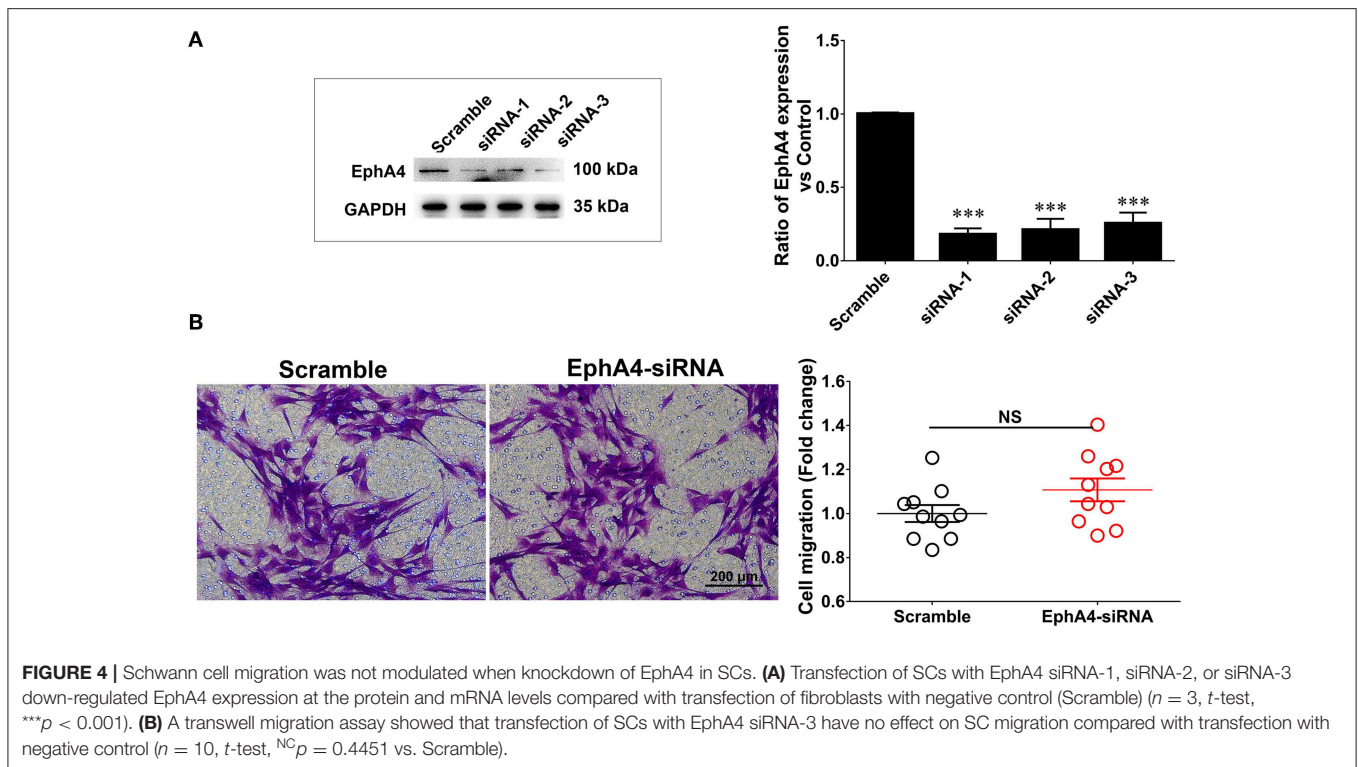 A
Scramble
siRNA-1
siRNA-2
siRNA-3
EphA4
100 kDa
GAPDH
35 kDa
Ratio of EphA4 expression
vs Control
1.5
1.0
0.5
0.0
***
***
***
Scramble
siRNA-1
siRNA-2
siRNA-3
B
Scramble
EphA4-siRNA
200 μm
Cell migration (Fold change)
1.6
1.4
1.2
1.0
0.8
0.6
NS
Scramble
EphA4-siRNA
FIGURE 4 | Schwann cell migration was not modulated when knockdown of EphA4 in SCs. (A) Transfection of SCs with EphA4 siRNA-1, siRNA-2, or siRNA-3
down-regulated EphA4 expression at the protein and mRNA levels compared with transfection of fibroblasts with negative control (Scramble) (n = 3, t-test,
***p < 0.001). (B) A transwell migration assay showed that transfection of SCs with EphA4 siRNA-3 have no effect on SC migration compared with transfection with
negative control (n = 10, t-test, NCp = 0.4451 vs. Scramble).